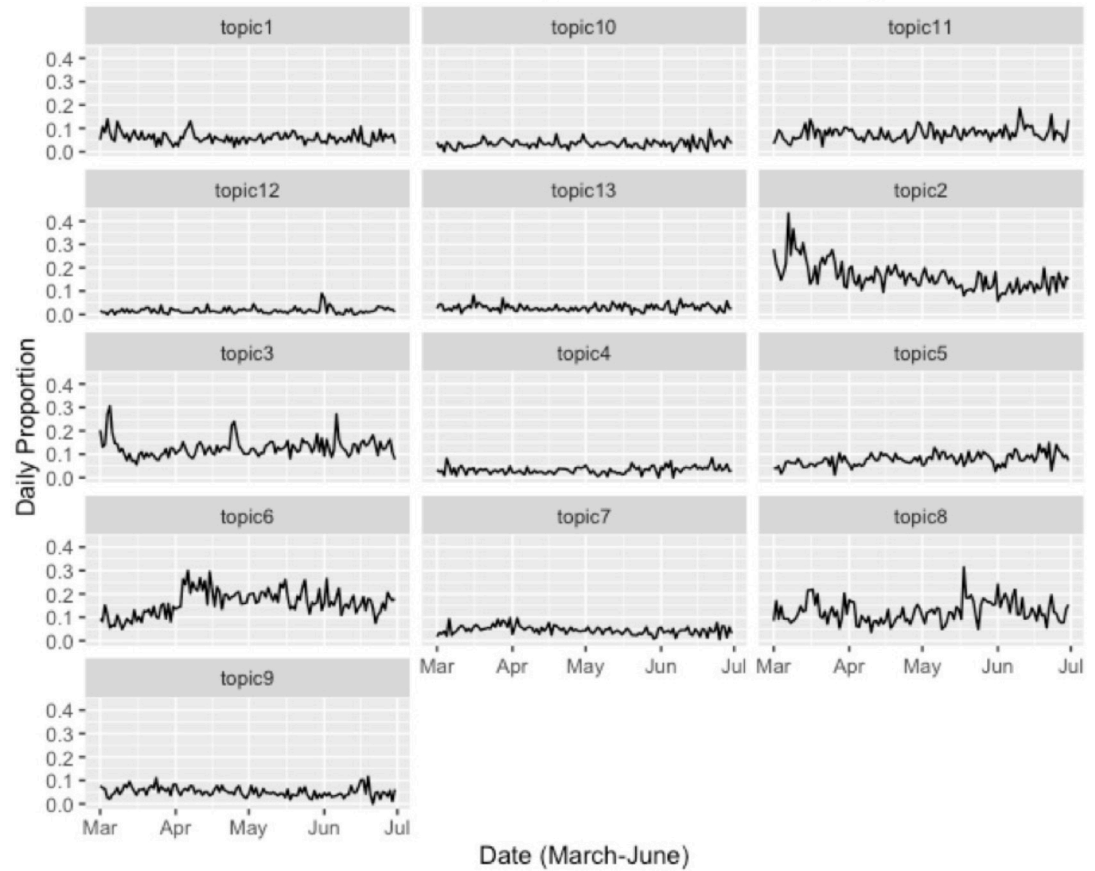 topic1 topic10 topic11
0.4
0.3
0.2
0.1
0.0
topic12 topic13 topic2
0.4
0.3
0.2
0.1
0.0
topic3 topic4 topic5
0.4
0.3
0.2
0.1
0.0
topic6 topic7 topic8
0.4
0.3
0.2
0.1
0.0
Mar Apr May Jun Jul Mar Apr May Jun Jul
topic9
0.4
0.3
0.2
0.1
0.0
Mar Apr May Jun Jul
Daily Proportion
Date (March-June)